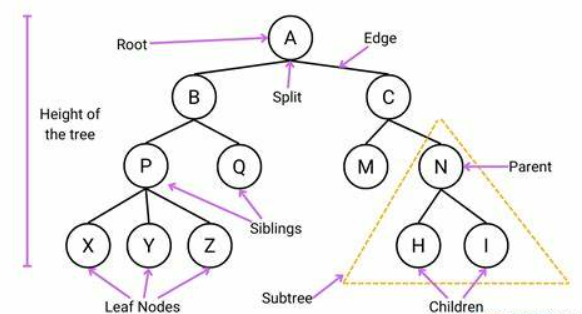 A
Root
Edge
B
Split
C
Height of
the tree
P
Q
M
N
Parent
Siblings
X
Y
Z
H
I
Leaf Nodes
Subtree
Children